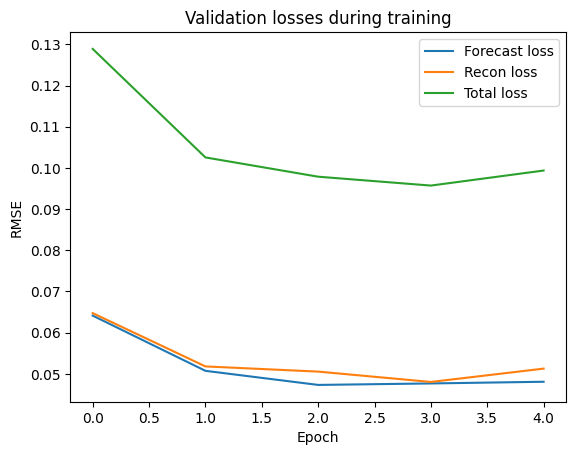 Validation losses during training
Forecast loss
Recon loss
Total loss
0.13
0.12
0.11
0.10
0.09
0.08
0.07
0.06
0.05
RMSE
0.0 0.5 1.0 1.5 2.0 2.5 3.0 3.5 4.0
Epoch